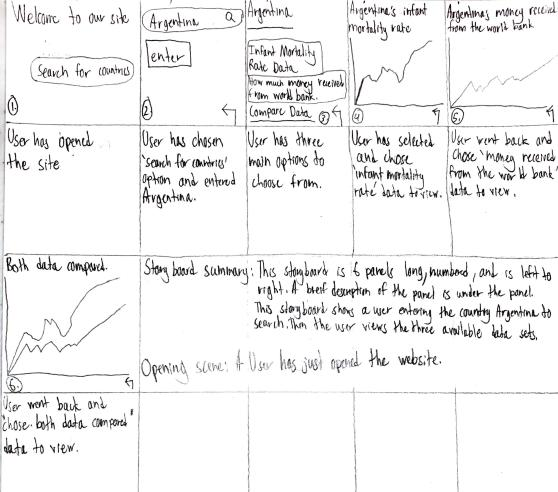 Welcome to our site
Search for countries
1.
Argentina
enter
2.
Argentina
Infant Mortality
Rate Data
How much money received
from world bank.
Compare Data
3.
Argentina's infant
mortality rate
4.
Argentinas money received
from the world bank
5.
User has opened
the site
User has chosen
'search for countries'
option and entered
Argentina.
User has three
main options to
choose from.
User has selected
and chose
'infant mortality
rate' data to view.
User went back and
chose 'money received
from the world bank'
data to view.
Both data compared.
6.
Storyboard summary: This storyboard is 6 panels long, numbered, and is left to
right. A breif description of the panel is under the panel.
This storyboard shows a user entering the country Argentina to
search. Then the user views the three available data sets.
Opening scene: A User has just opened the website.
User went back and
"chose both data compared"
data to view.